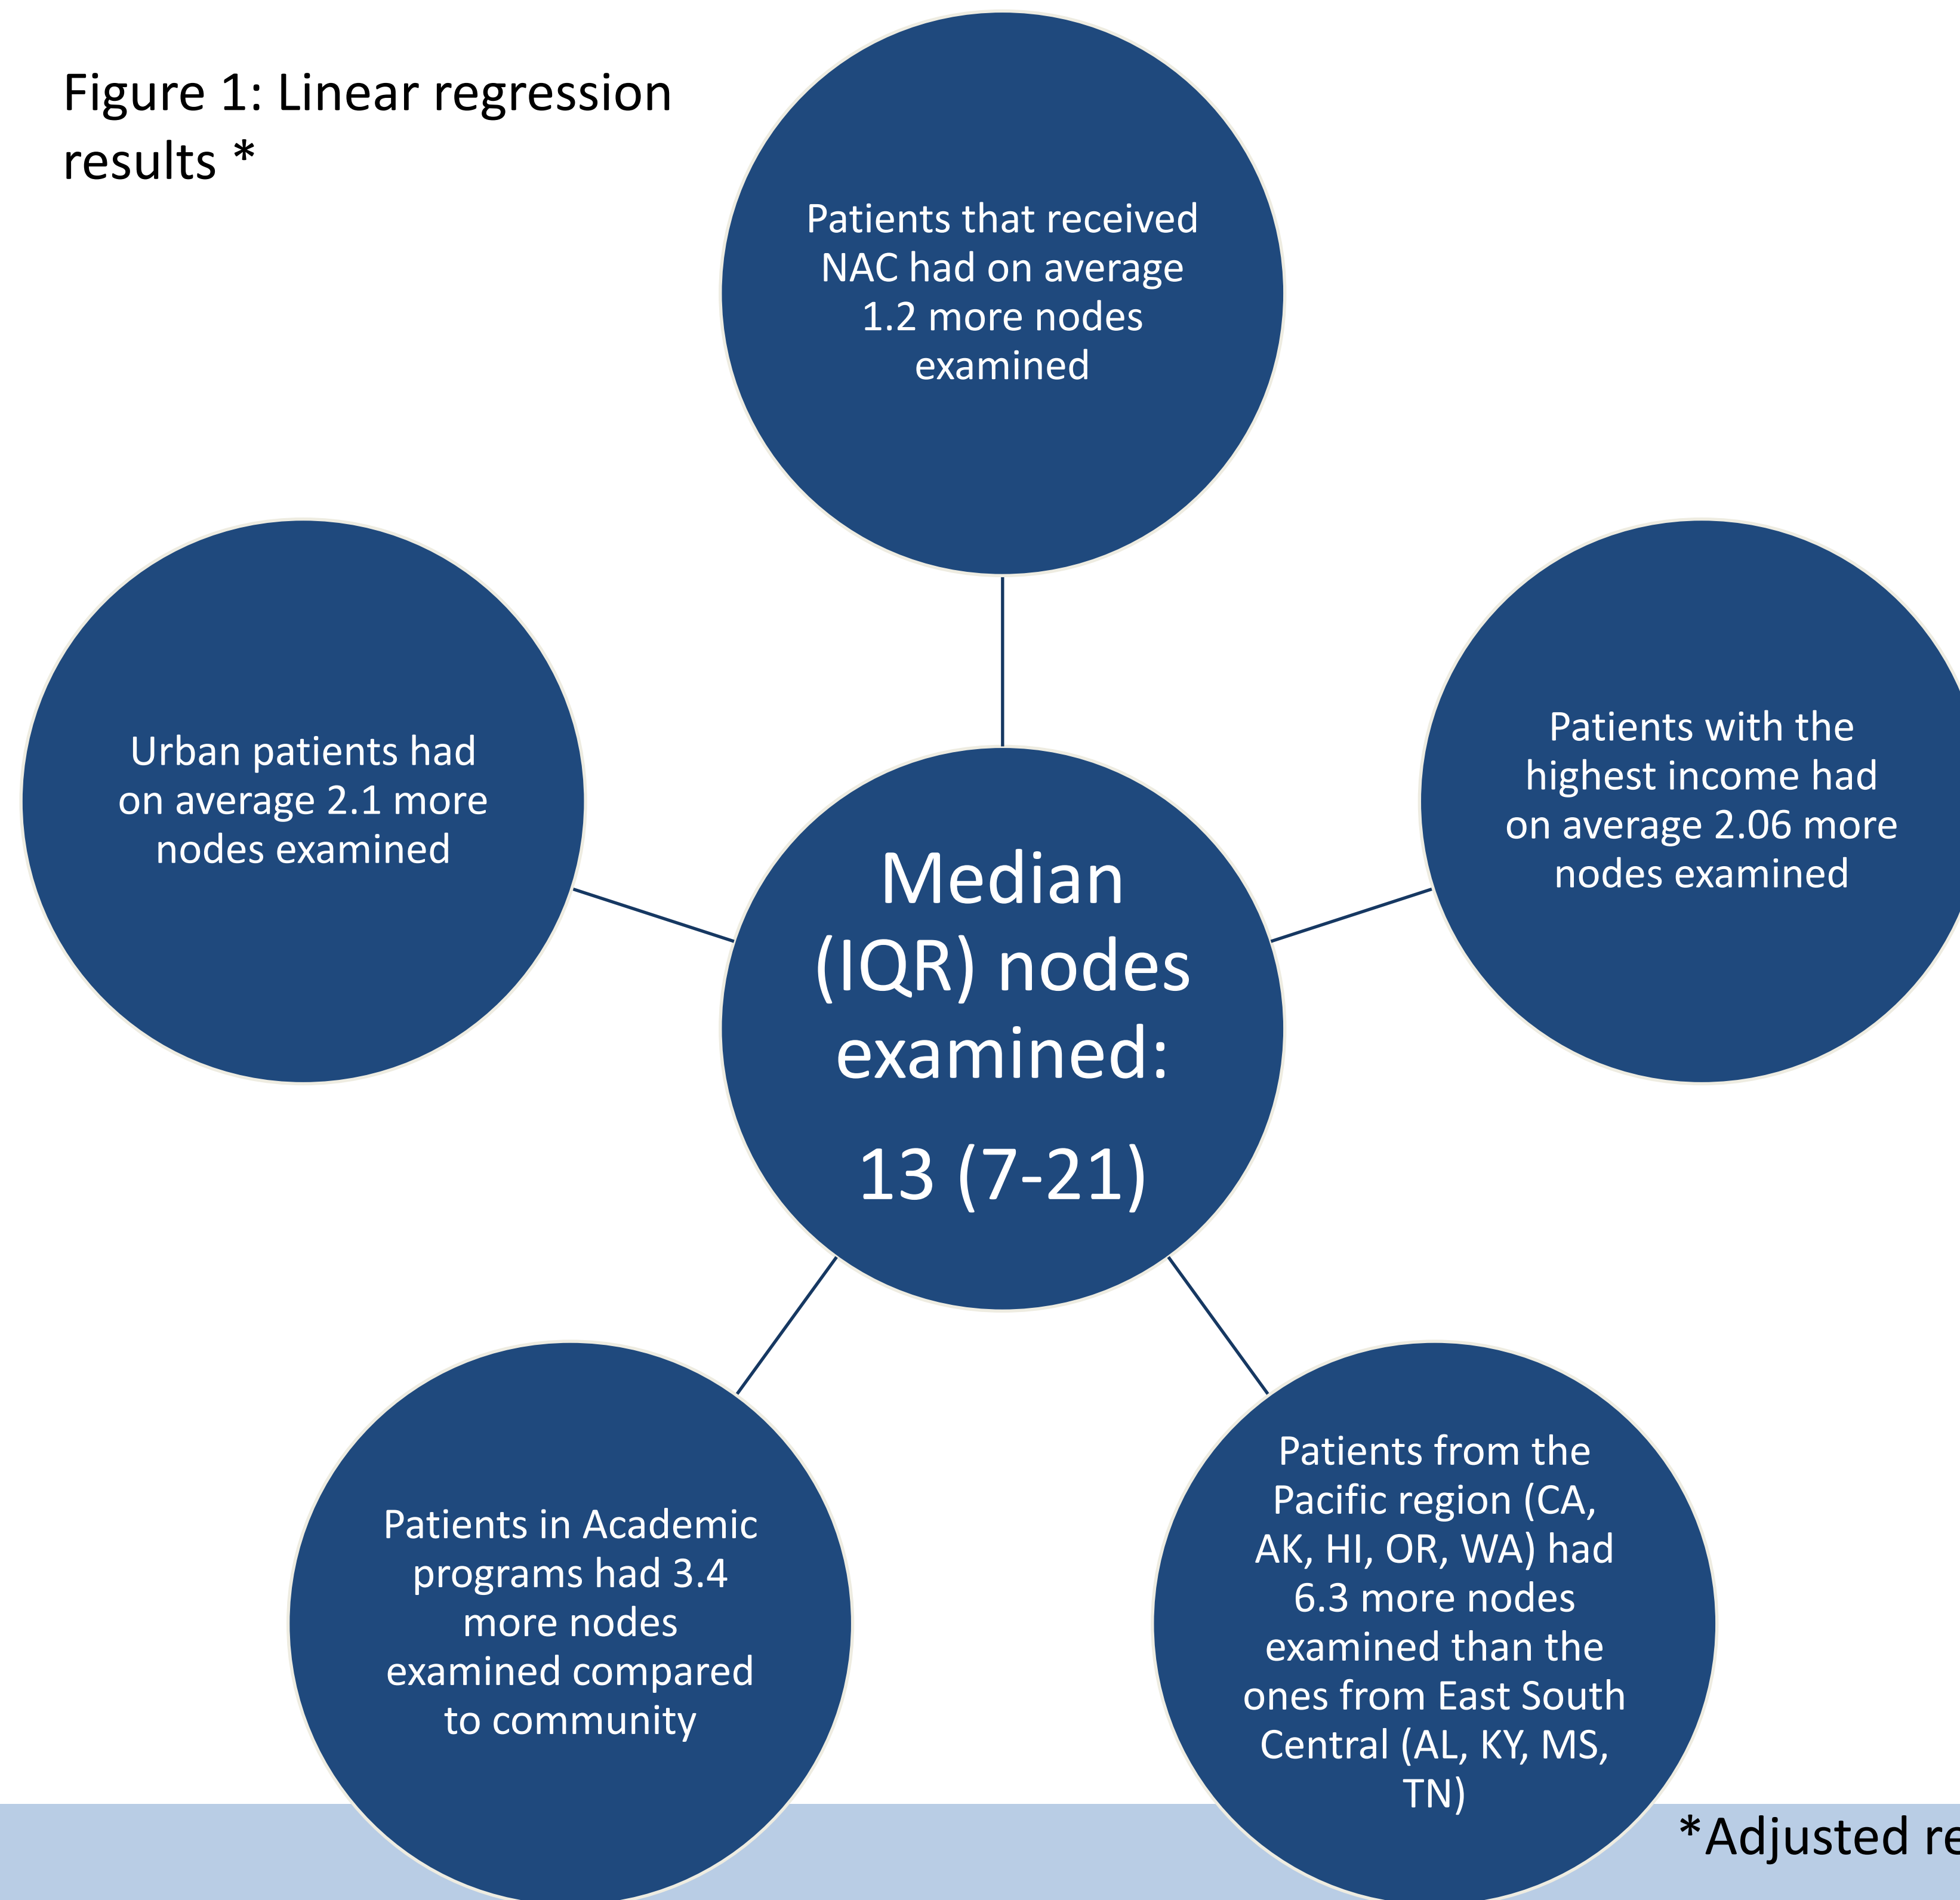 Figure 1: Linear regression
results *
Patients that received
NAC had on average
1.2 more nodes
examined
Urban patients had
on average 2.1 more
nodes examined
Patients with the
highest income had
on average 2.06 more
nodes examined
Median
(IQR) nodes
examined:
13 (7-21)
Patients in Academic
programs had 3.4
more nodes
examined compared
to community
Patients from the
Pacific region (CA,
AK, HI, OR, WA) had
6.3 more nodes
examined than the
ones from East South
Central (AL, KY, MS,
TN)
*Adjusted